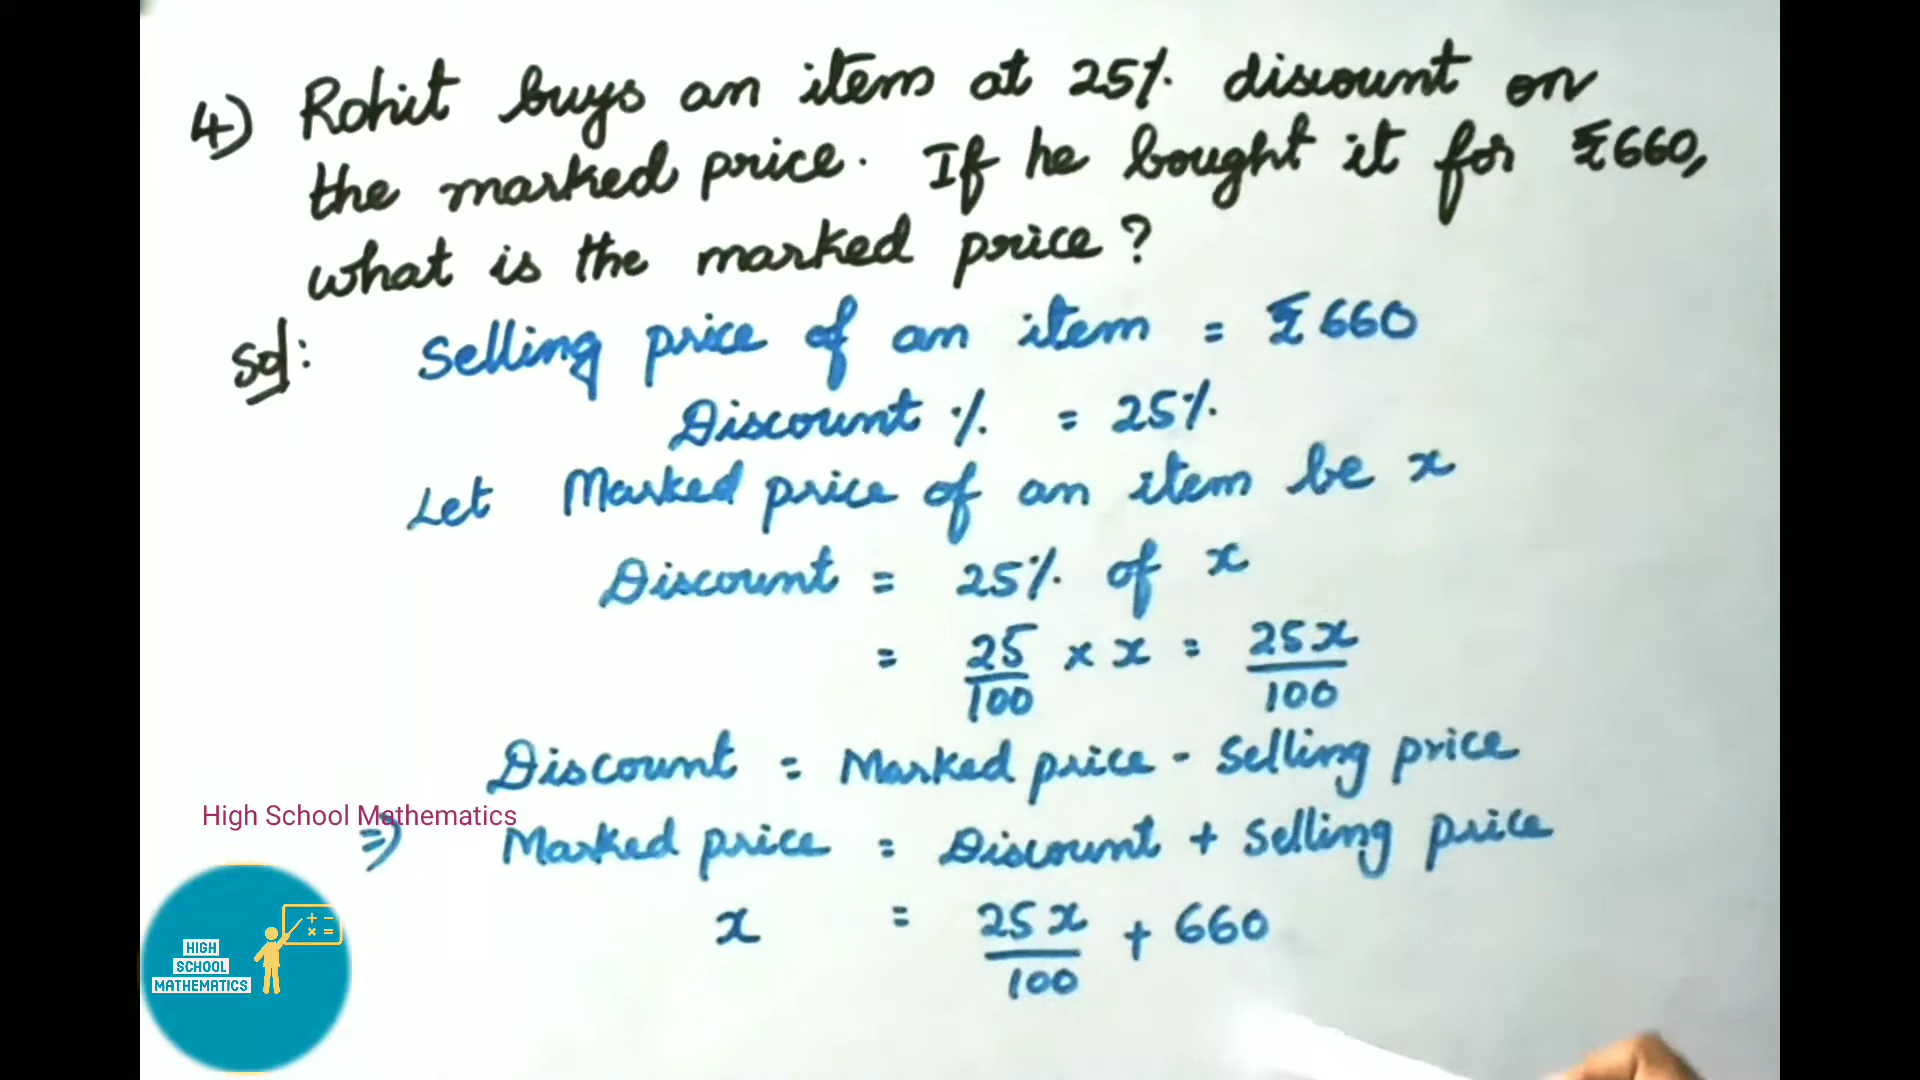 4) Rohit buys an item at 25% discount on
the marked price. If he bought it for ₹660,
what is the marked price?
Sol: Selling price of an item = ₹660
Discount % = 25%
Let Marked price of an item be x
Discount = 25% of x
= 25/100 × x = 25x/100
Discount = Marked price - Selling price
High School Mathematics
⇒ Marked price = Discount + Selling price
x = 25x/100 + 660
+ -
× =
HIGH
SCHOOL
MATHEMATICS